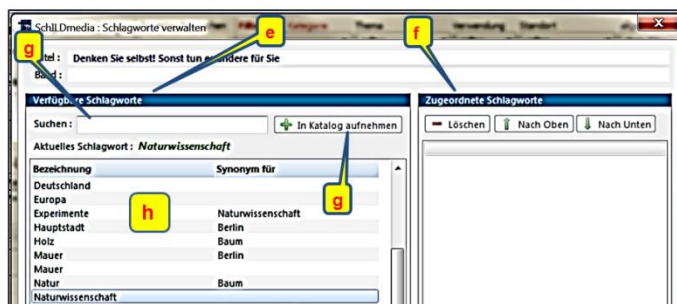 SchILDmedia : Schlagworte verwalten
Kategorie Thema Verwendung Standort
g
e
f
Titel : Denken Sie selbst! Sonst tun es andere für Sie
Band :
Verfügbare Schlagworte
Zugeordnete Schlagworte
Suchen :
In Katalog aufnehmen
Löschen
Nach Oben
Nach Unten
Aktuelles Schlagwort : Naturwissenschaft
g
Bezeichnung Synonym für
Deutschland
Europa
Experimente Naturwissenschaft
h
Hauptstadt Berlin
Holz Baum
Mauer Berlin
Mauer
Natur Baum
Naturwissenschaft